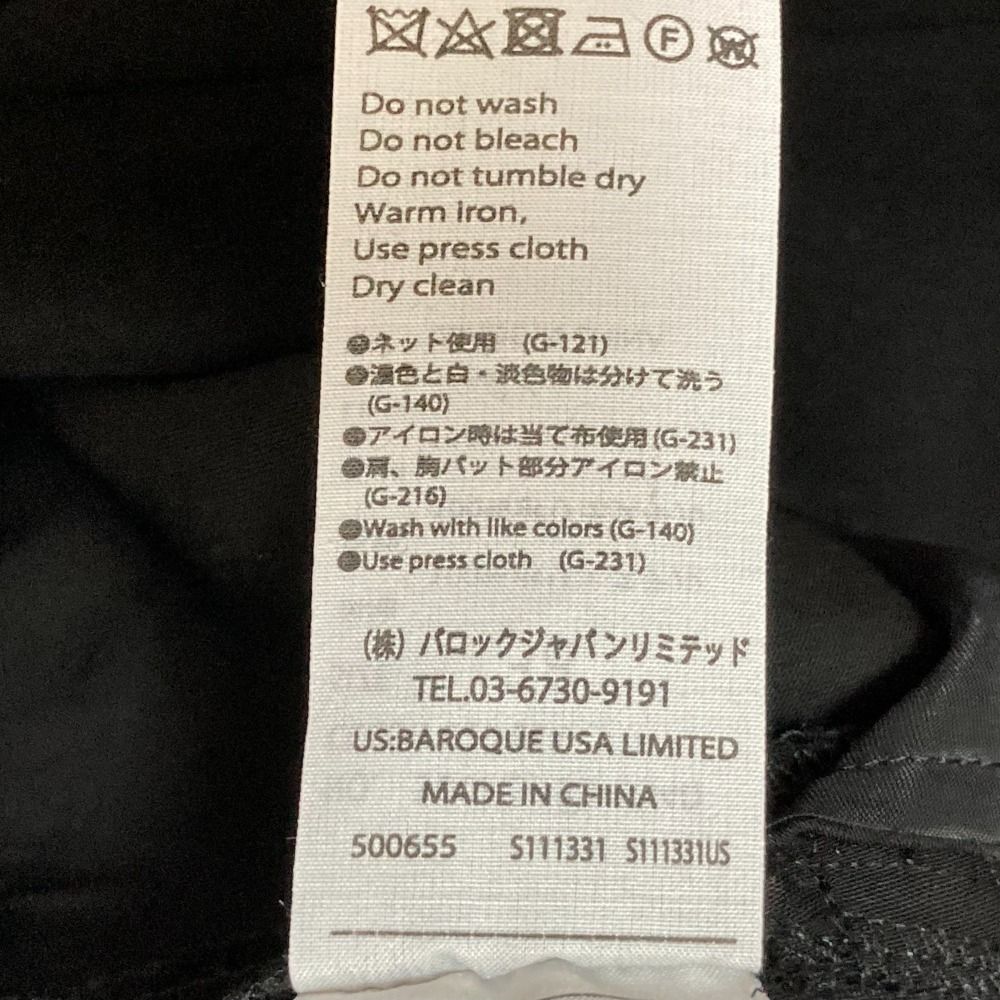 F W
Do not wash
Do not bleach
Do not tumble dry
Warm iron,
Use press cloth
Dry clean
●ネット使用 (G-121)
●濃色と白・淡色物は分けて洗う
(G-140)
●アイロン時は当て布使用 (G-231)
●肩、胸パット部分アイロン禁止
(G-216)
●Wash with like colors (G-140)
●Use press cloth (G-231)
(株) バロックジャパンリミテッド
TEL.03-6730-9191
US:BAROQUE USA LIMITED
MADE IN CHINA
500655 S111331 S111331US